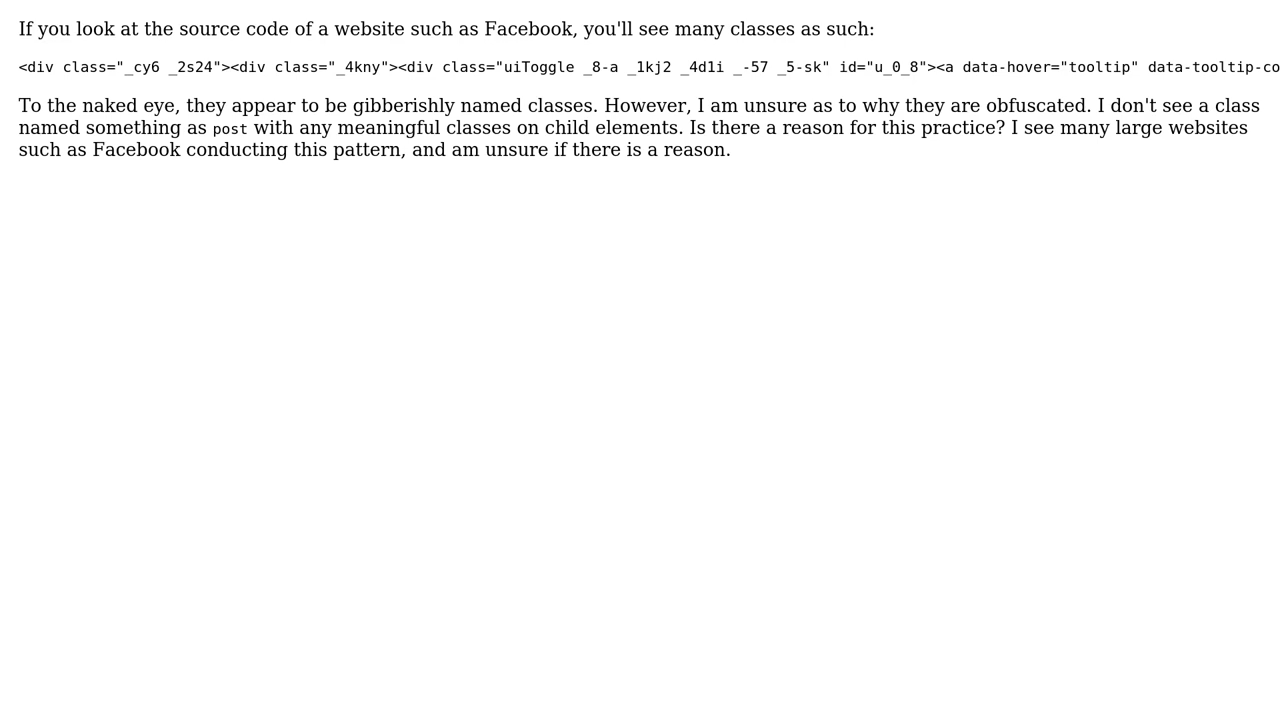 If you look at the source code of a website such as Facebook, you'll see many classes as such:
<div class="_cy6 _2s24"><div class="_4kny"><div class="uiToggle _8-a _1kj2 _4d1i _-57 _5-sk" id="u_0_8"><a data-hover="tooltip" data-tooltip-co
To the naked eye, they appear to be gibberishly named classes. However, I am unsure as to why they are obfuscated. I don't see a class
named something as post with any meaningful classes on child elements. Is there a reason for this practice? I see many large websites
such as Facebook conducting this pattern, and am unsure if there is a reason.